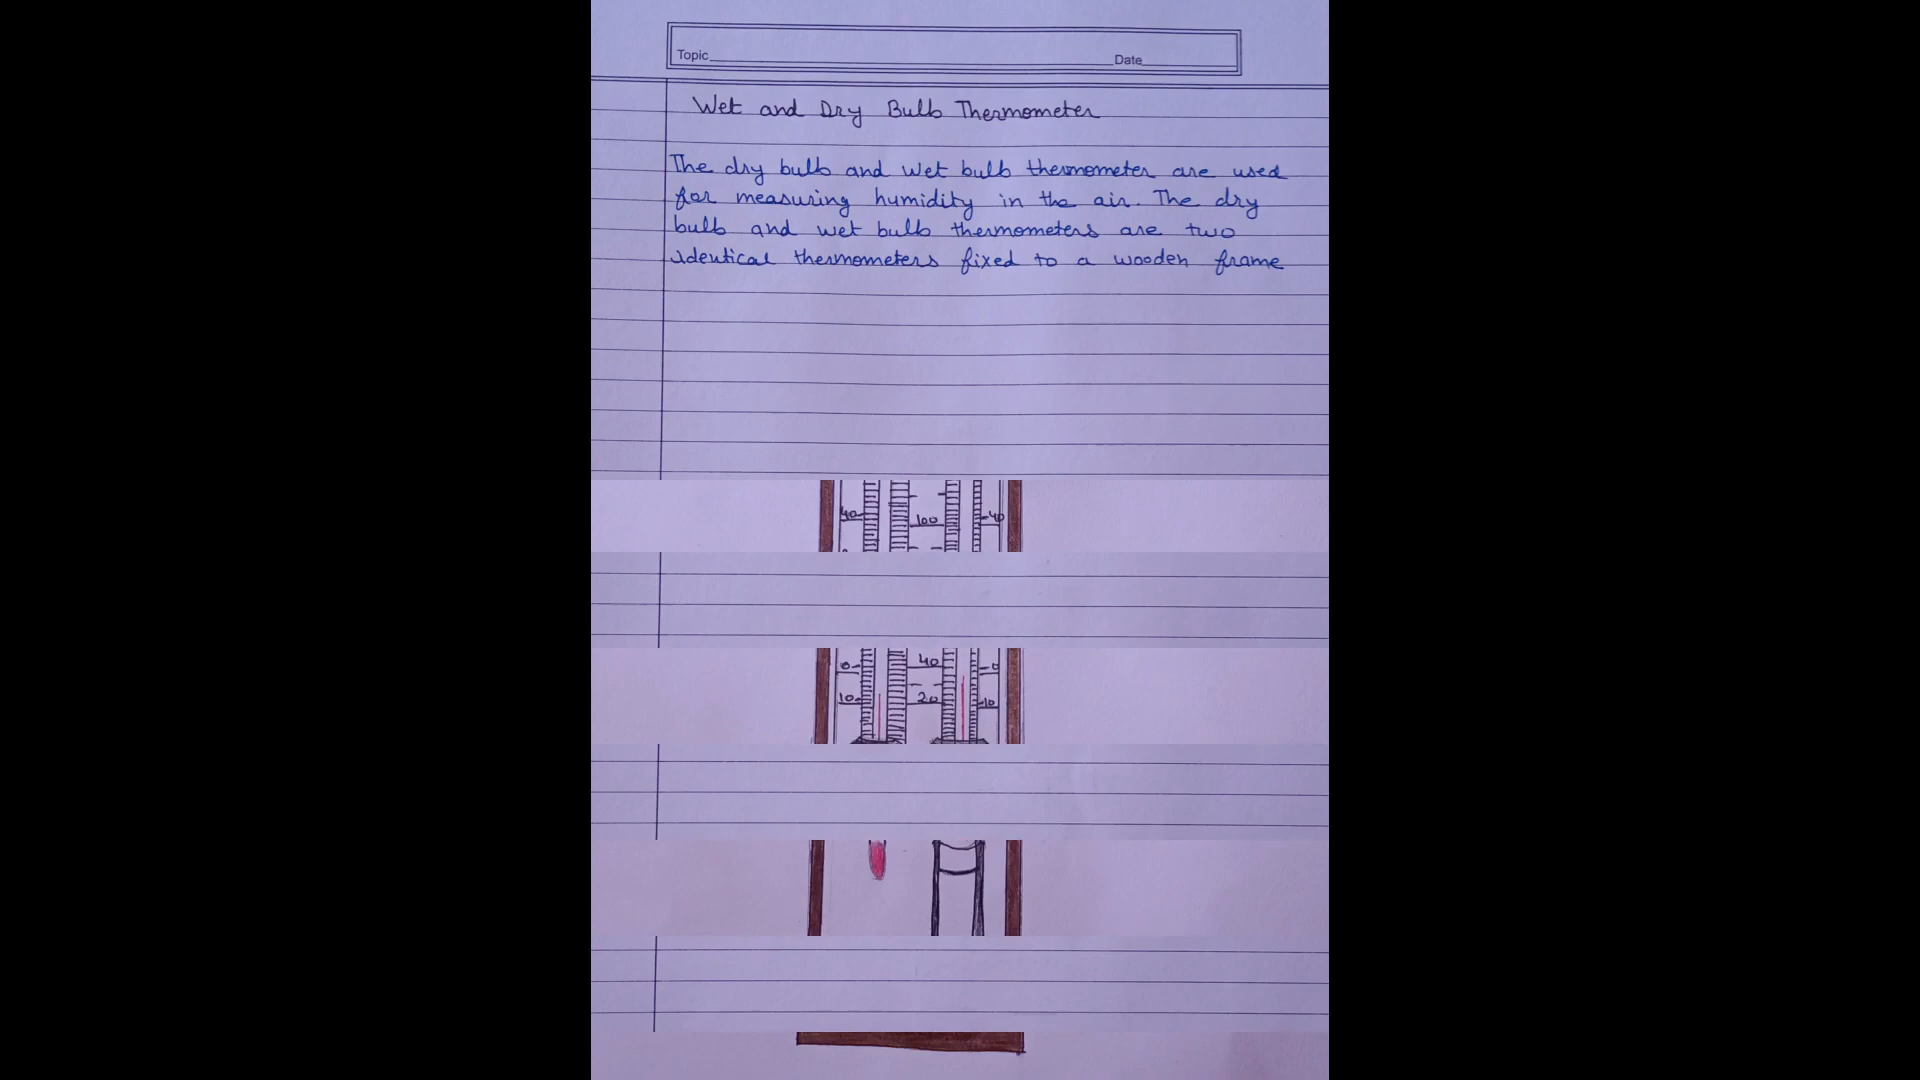 Topic Date
Wet and Dry Bulb Thermometer
The dry bulb and wet bulb thermometer are used
for measuring humidity in the air. The dry
bulb and wet bulb thermometers are two
identical thermometers fixed to a wooden frame
40 100 40
0 40 0
10 20 10